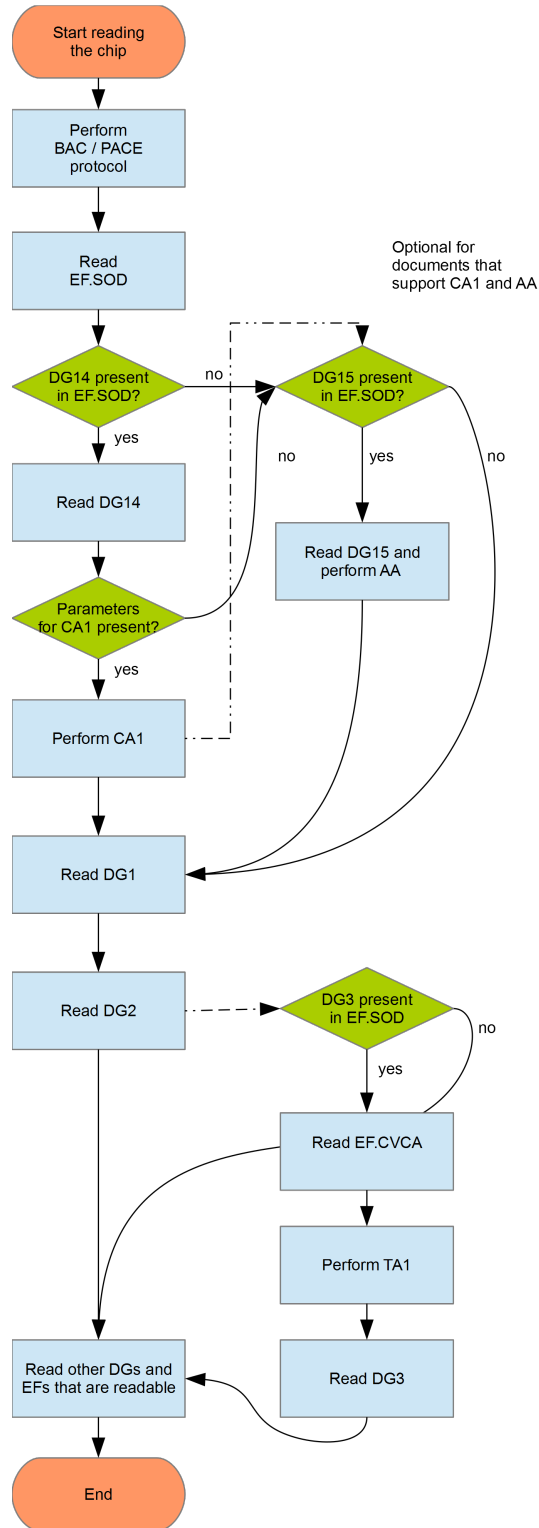 Start reading
the chip
Perform
BAC / PACE
protocol
Read
EF.SOD
Optional for
documents that
support CA1 and AA
DG14 present
in EF.SOD?
no
DG15 present
in EF.SOD?
yes
no
yes
no
Read DG14
Read DG15 and
perform AA
Parameters
for CA1 present?
yes
Perform CA1
Read DG1
Read DG2
DG3 present
in EF.SOD
no
yes
Read EF.CVCA
Perform TA1
Read other DGs and
EFs that are readable
Read DG3
End